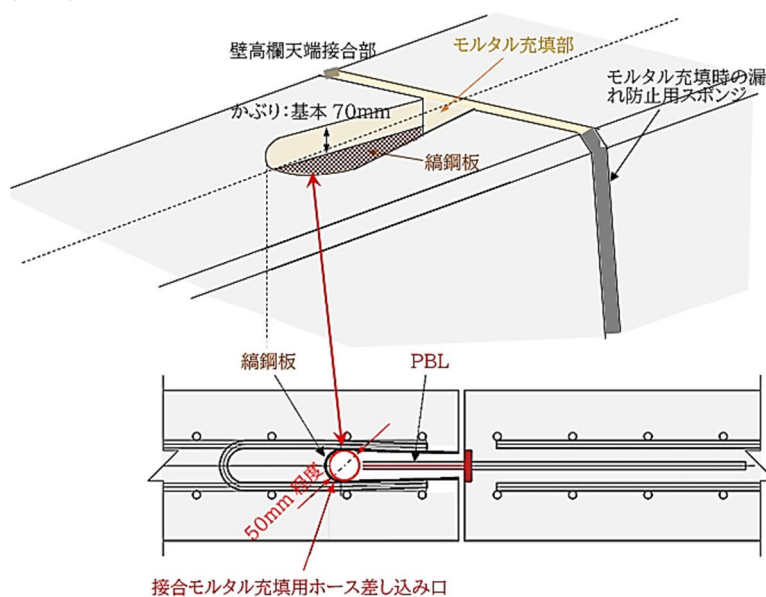 壁高欄天端接合部
モルタル充填部
かぶり：基本 70mm
モルタル充填時の漏
れ防止用スポンジ
縞鋼板
縞鋼板
PBL
50mm 程度
接合モルタル充填用ホース差し込み口